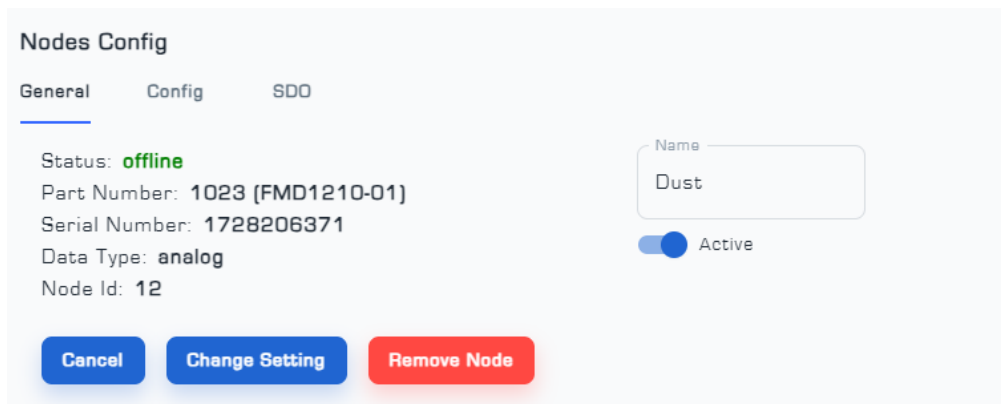 Nodes Config
General Config SDO
Status: offline
Part Number: 1023 (FMD1210-01)
Serial Number: 1728206371
Data Type: analog
Node Id: 12
Name
Dust
Active
Cancel Change Setting Remove Node